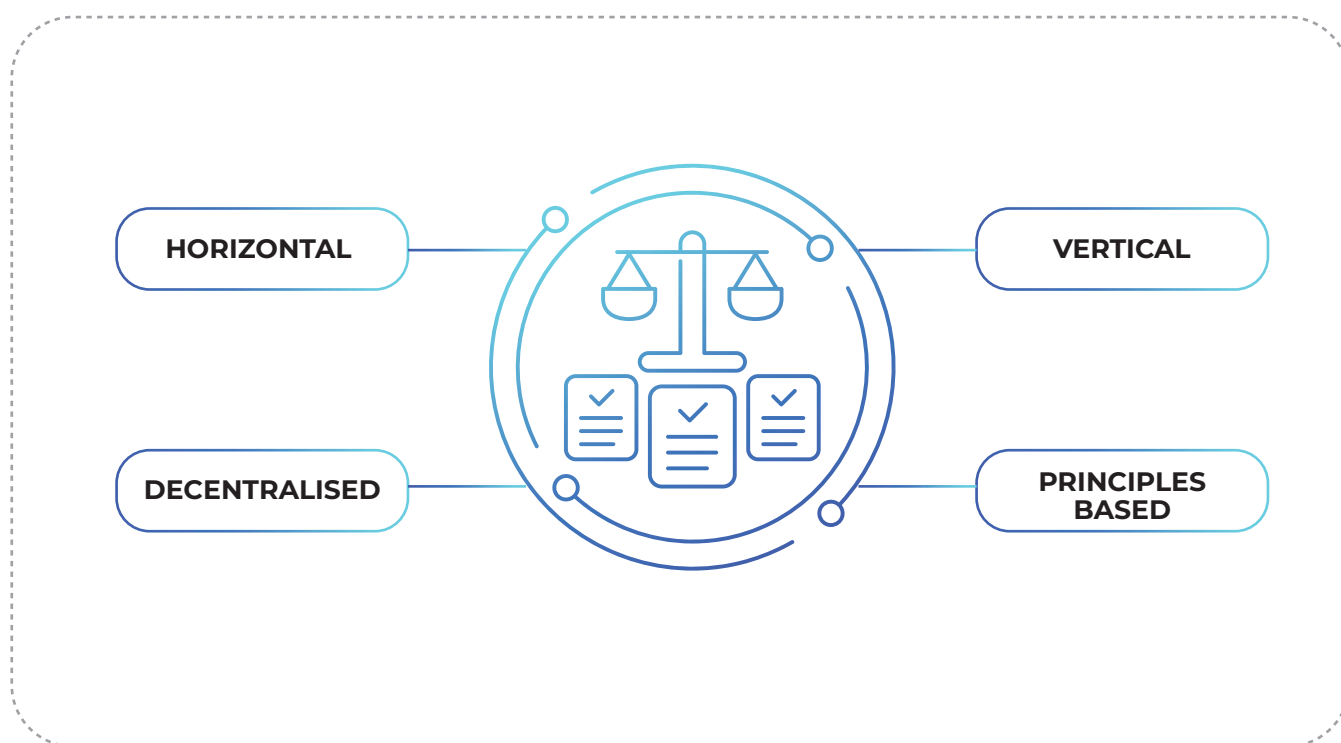 HORIZONTAL
VERTICAL
DECENTRALISED
PRINCIPLES
BASED